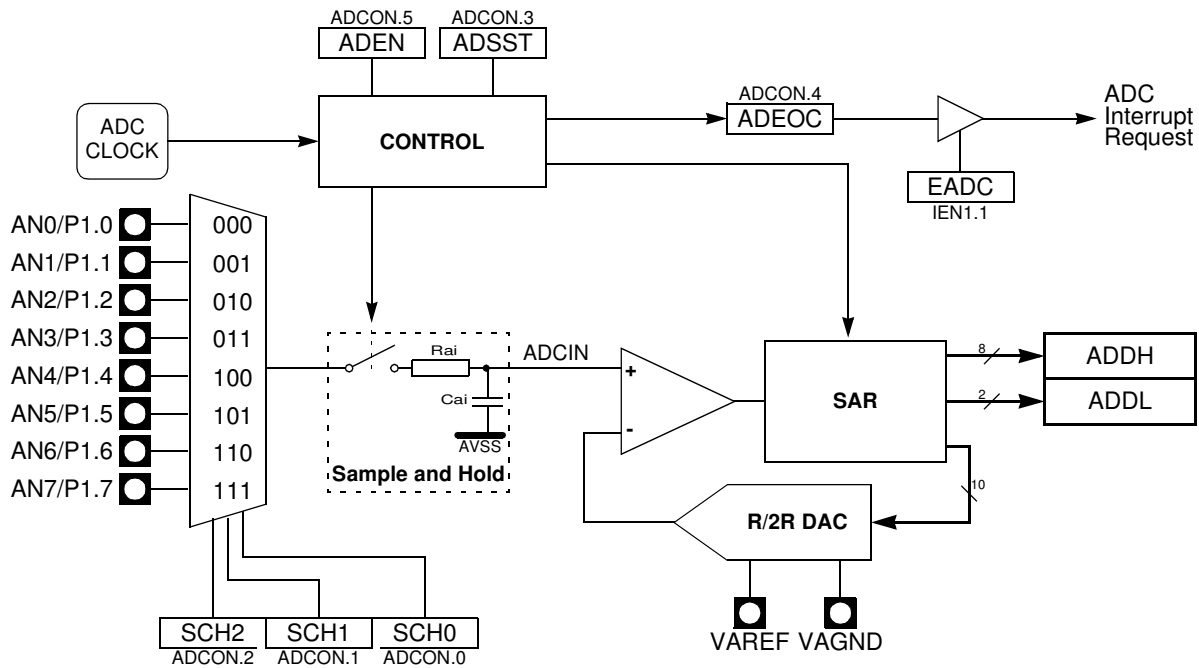 ADCON.5
ADEN
ADCON.3
ADSST
ADC
CLOCK
CONTROL
ADCON.4
ADEOC
ADC
Interrupt
Request
EADC
IEN1.1
AN0/P1.0
000
AN1/P1.1
001
AN2/P1.2
010
AN3/P1.3
011
AN4/P1.4
100
AN5/P1.5
101
AN6/P1.6
110
AN7/P1.7
111
Rai
Cai
AVSS
Sample and Hold
ADCIN
+
-
SAR
8
ADDH
2
ADDL
10
R/2R DAC
VAREF
VAGND
SCH2
SCH1
SCH0
ADCON.2
ADCON.1
ADCON.0